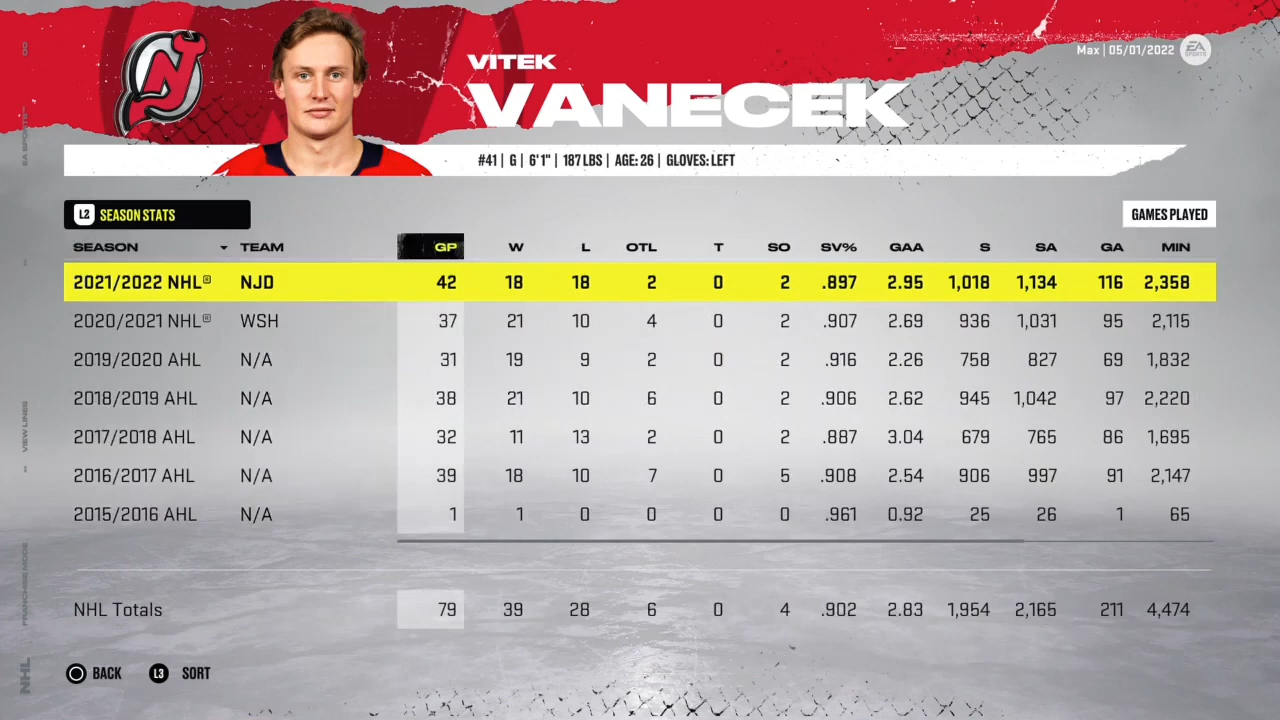 Max | 05/01/2022 EA SPORTS
VITEK
VANECEK
#41 | G | 6'1" | 187 LBS | AGE: 26 | GLOVES: LEFT
L2 SEASON STATS
GAMES PLAYED
SEASON TEAM GP W L OTL T SO SV% GAA S SA GA MIN
2021/2022 NHL® NJD 42 18 18 2 0 2 .897 2.95 1,018 1,134 116 2,358
2020/2021 NHL® WSH 37 21 10 4 0 2 .907 2.69 936 1,031 95 2,115
2019/2020 AHL N/A 31 19 9 2 0 2 .916 2.26 758 827 69 1,832
2018/2019 AHL N/A 38 21 10 6 0 2 .906 2.62 945 1,042 97 2,220
2017/2018 AHL N/A 32 11 13 2 0 2 .887 3.04 679 765 86 1,695
2016/2017 AHL N/A 39 18 10 7 0 5 .908 2.54 906 997 91 2,147
2015/2016 AHL N/A 1 1 0 0 0 0 .961 0.92 25 26 1 65
NHL Totals 79 39 28 6 0 4 .902 2.83 1,954 2,165 211 4,474
BACK L3 SORT
NHL FRANCHISE MODE
VIEW LINES
EA SPORTS